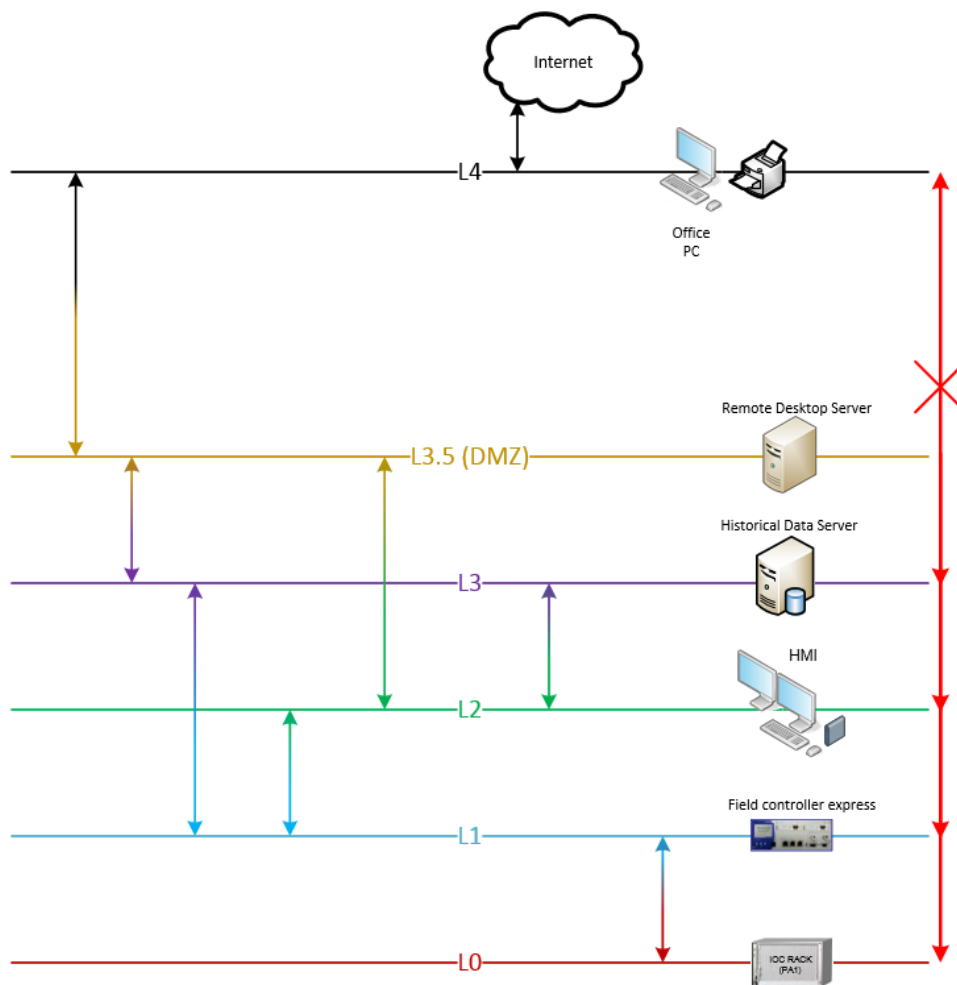 Internet
L4
Office
PC
Remote Desktop Server
L3.5 (DMZ)
Historical Data Server
L3
HMI
L2
Field controller express
L1
L0
IOC RACK
(PA1)